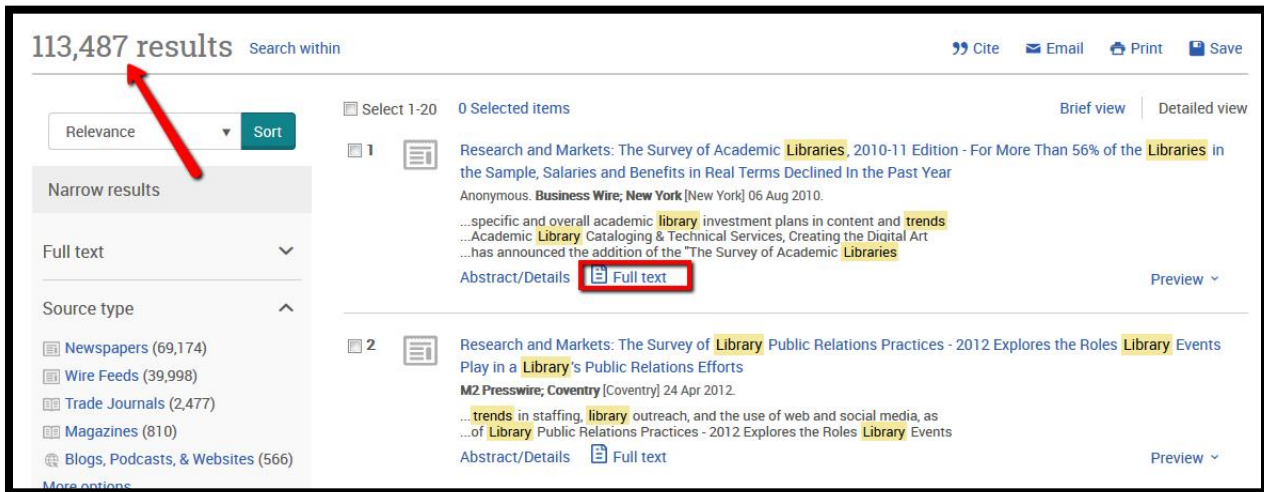 113,487 results Search within
Cite Email Print Save
Select 1-20 0 Selected items Brief view Detailed view
Relevance Sort
Narrow results
Full text
Source type
Newspapers (69,174)
Wire Feeds (39,998)
Trade Journals (2,477)
Magazines (810)
Blogs, Podcasts, & Websites (566)
More options
1
Research and Markets: The Survey of Academic Libraries, 2010-11 Edition - For More Than 56% of the Libraries in
the Sample, Salaries and Benefits in Real Terms Declined In the Past Year
Anonymous. Business Wire; New York [New York] 06 Aug 2010.
...specific and overall academic library investment plans in content and trends
...Academic Library Cataloging & Technical Services, Creating the Digital Art
...has announced the addition of the "The Survey of Academic Libraries
Abstract/Details Full text Preview
2
Research and Markets: The Survey of Library Public Relations Practices - 2012 Explores the Roles Library Events
Play in a Library's Public Relations Efforts
M2 Presswire; Coventry [Coventry] 24 Apr 2012.
...trends in staffing, library outreach, and the use of web and social media, as
...of Library Public Relations Practices - 2012 Explores the Roles Library Events
Abstract/Details Full text Preview